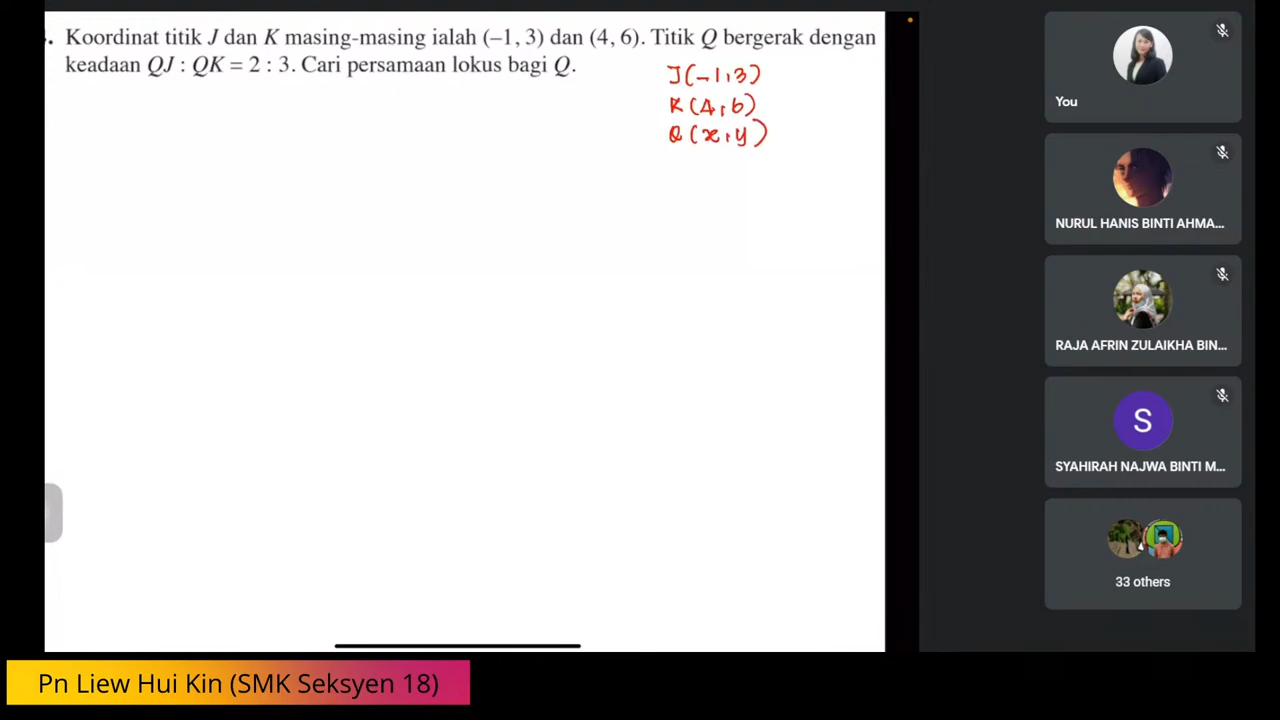 . Koordinat titik J dan K masing-masing ialah (–1, 3) dan (4, 6). Titik Q bergerak dengan
keadaan QJ : QK = 2 : 3. Cari persamaan lokus bagi Q.
J(-1,3)
K(4,6)
Q(x,y)
You
NURUL HANIS BINTI AHMA...
RAJA AFRIN ZULAIKHA BIN...
S
SYAHIRAH NAJWA BINTI M...
33 others
Pn Liew Hui Kin (SMK Seksyen 18)